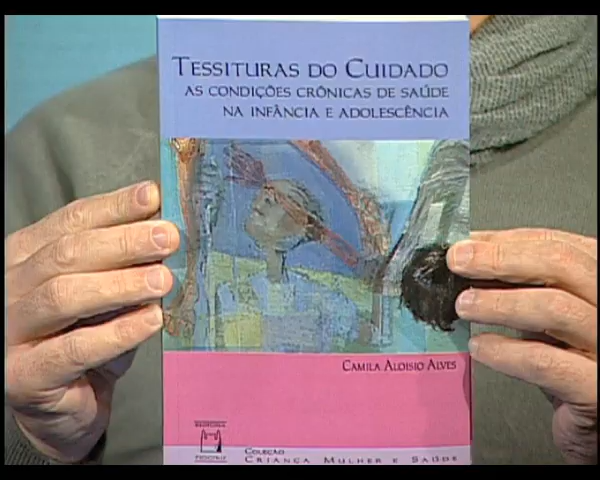 TESSITURAS DO CUIDADO
AS CONDIÇÕES CRÔNICAS DE SAÚDE
NA INFÂNCIA E ADOLESCÊNCIA
CAMILA ALOISIO ALVES
EDITORA
FIOCRUZ
COLEÇÃO
CRIANÇA MULHER E SAÚDE